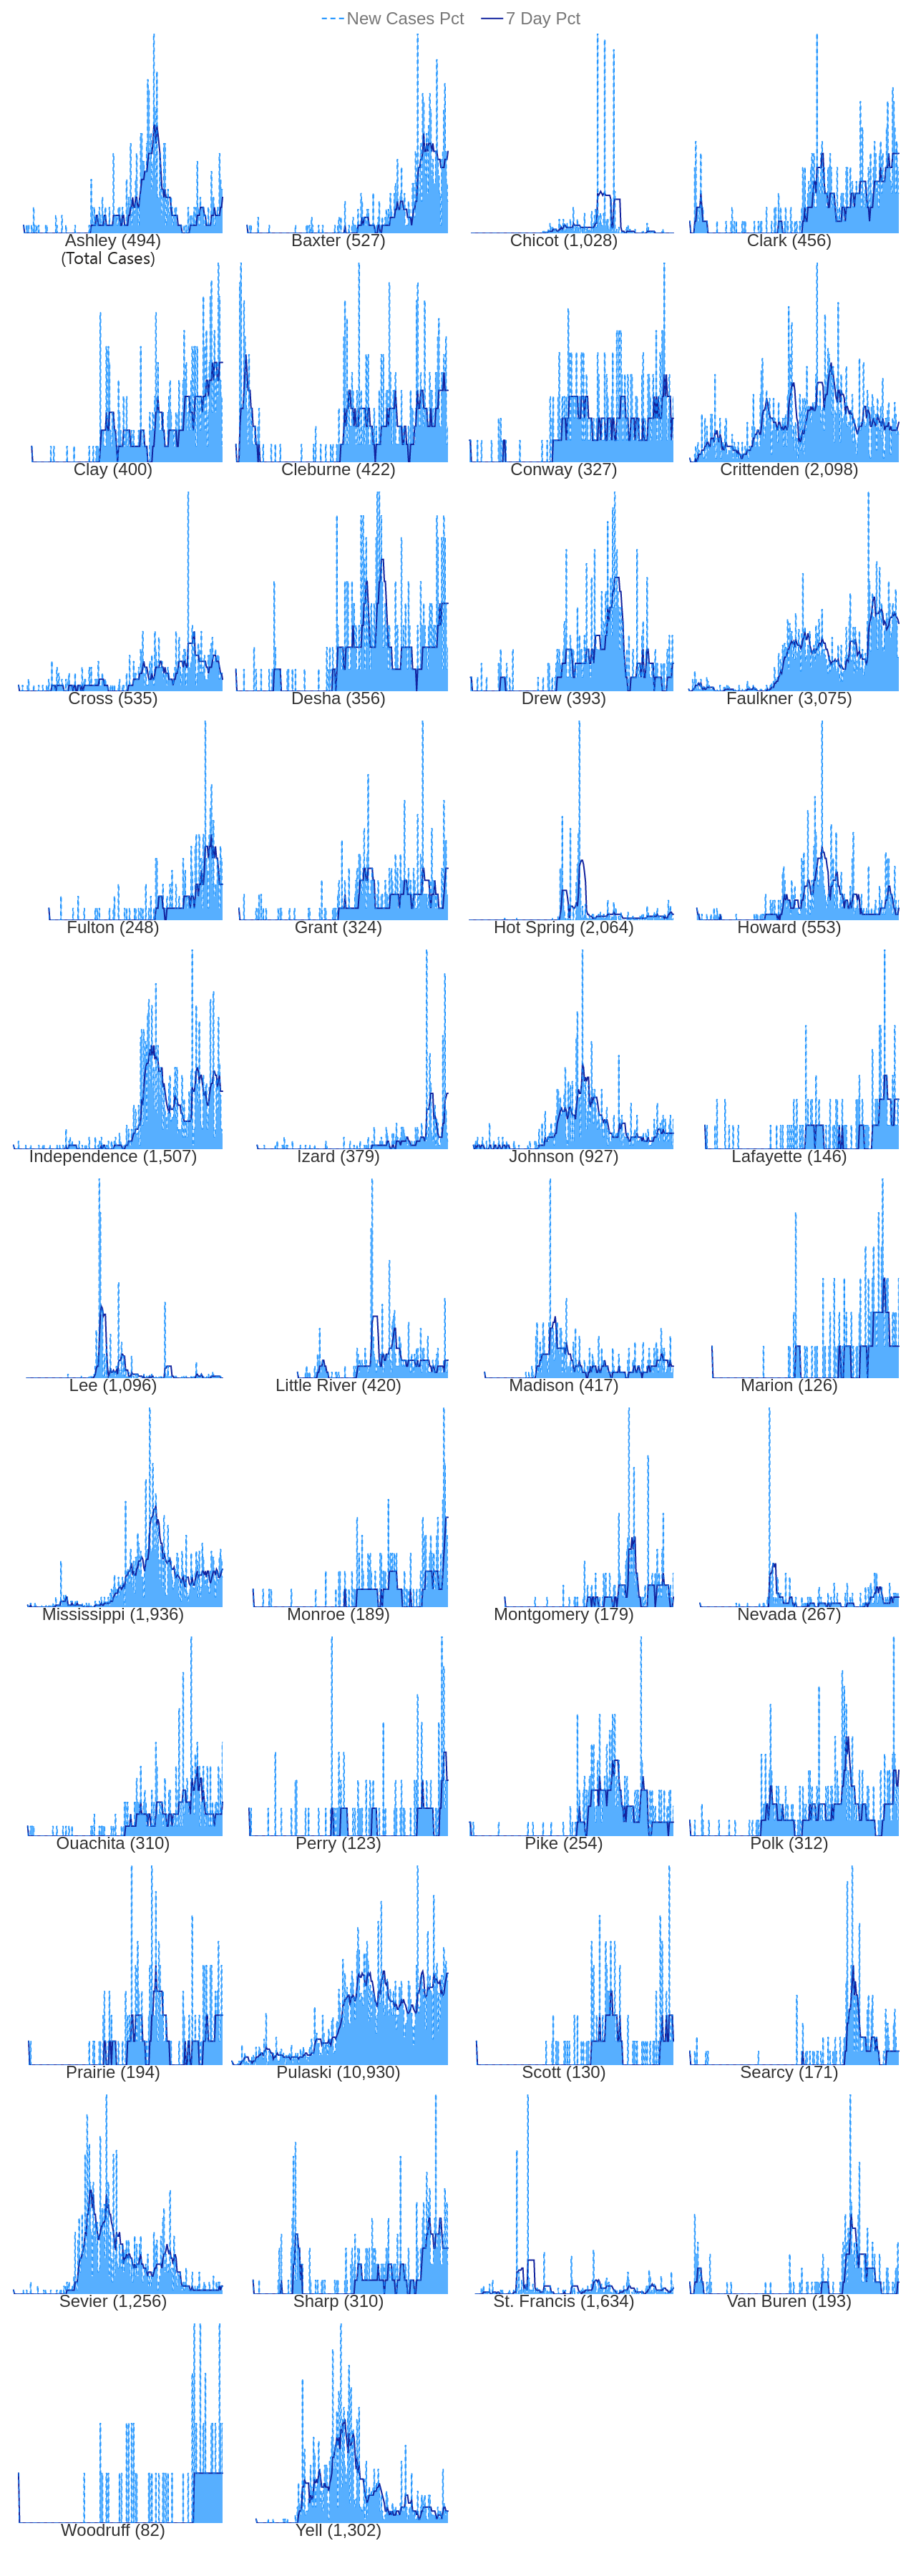 New Cases Pct 7 Day Pct
Ashley (494) Baxter (527) Chicot (1,028) Clark (456)
(Total Cases)
Clay (400) Cleburne (422) Conway (327) Crittenden (2,098)
Cross (535) Desha (356) Drew (393) Faulkner (3,075)
Fulton (248) Grant (324) Hot Spring (2,064) Howard (553)
Independence (1,507) Izard (379) Johnson (927) Lafayette (146)
Lee (1,096) Little River (420) Madison (417) Marion (126)
Mississippi (1,936) Monroe (189) Montgomery (179) Nevada (267)
Ouachita (310) Perry (123) Pike (254) Polk (312)
Prairie (194) Pulaski (10,930) Scott (130) Searcy (171)
Sevier (1,256) Sharp (310) St. Francis (1,634) Van Buren (193)
Woodruff (82) Yell (1,302)